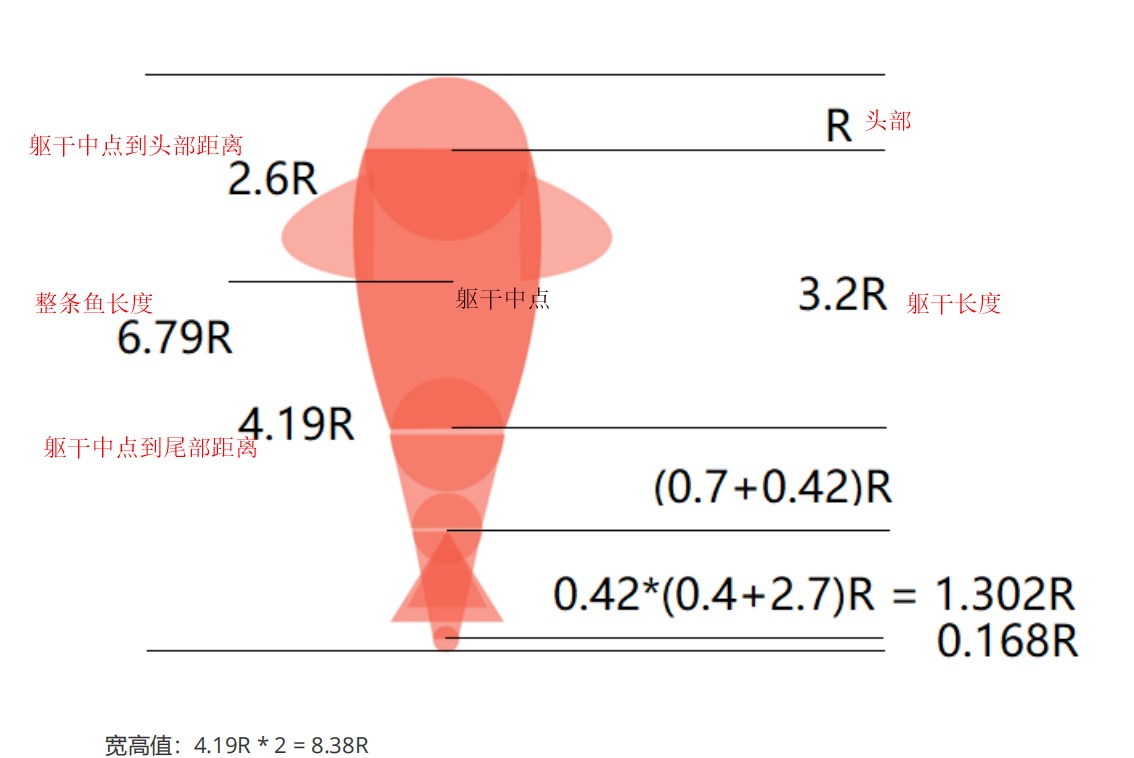 R 头部
躯干中点到头部距离
2.6R
躯干中点
3.2R 躯干长度
整条鱼长度
6.79R
4.19R
躯干中点到尾部距离
(0.7+0.42)R
0.42*(0.4+2.7)R = 1.302R
0.168R
宽高值：4.19R * 2 = 8.38R